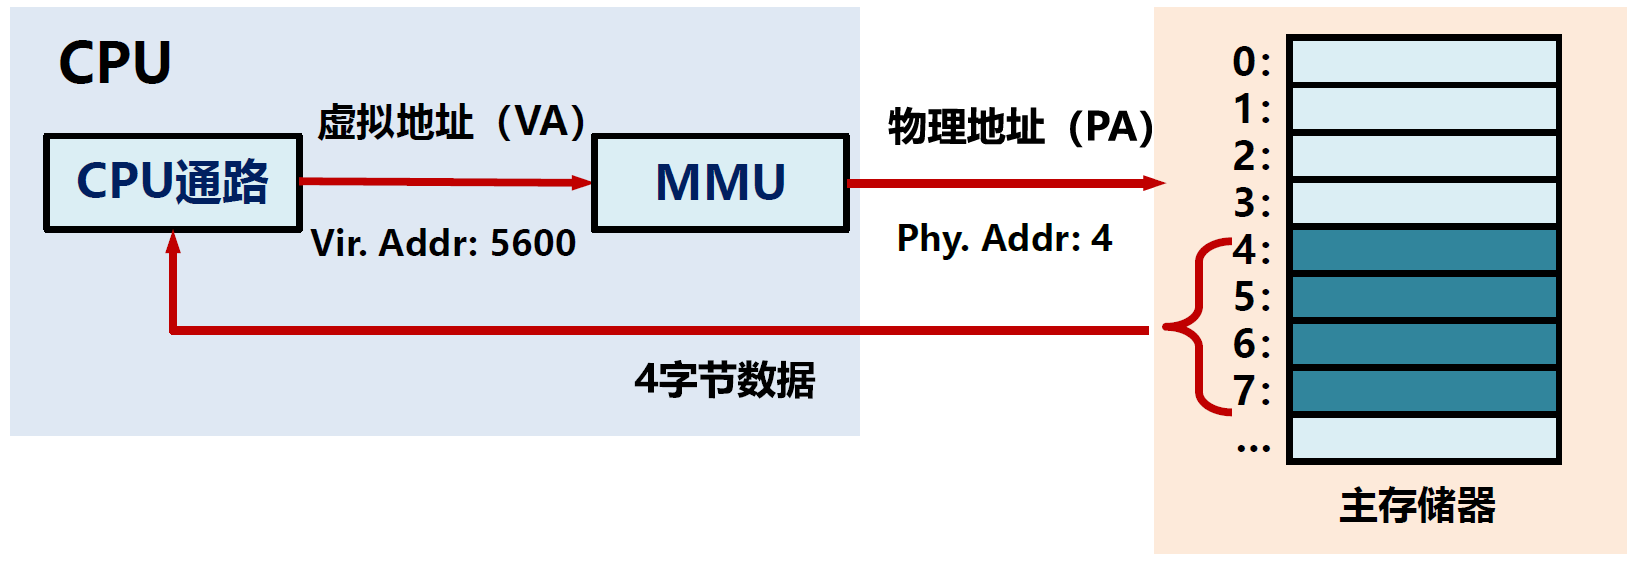 CPU
虚拟地址（VA）
物理地址（PA)
CPU通路
MMU
Vir. Addr: 5600
Phy. Addr: 4
4字节数据
0:
1:
2:
3:
4:
5:
6:
7:
...
主存储器